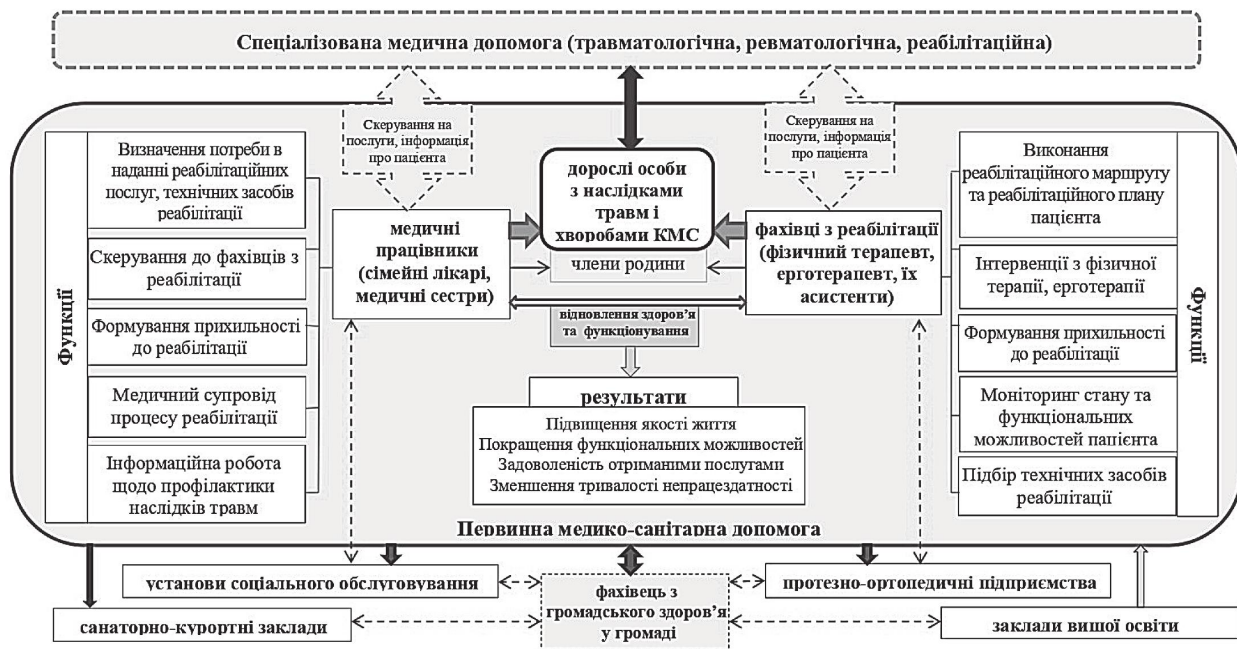 Спеціалізована медична допомога (травматологічна, ревматологічна, реабілітаційна)
Скерування на
послуги, інформація
про пацієнта
Скерування на
послуги, інформація
про пацієнта
Функції
Визначення потреби в
наданні реабілітаційних
послуг, технічних засобів
реабілітації
Скерування до фахівців з
реабілітації
Формування прихильності
до реабілітації
Медичний супровід
процесу реабілітації
Інформаційна робота
щодо профілактики
наслідків травм
медичні
працівники
(сімейні лікарі,
медичні сестри)
дорослі особи
з наслідками
травм і
хворобами КМС
члени родини
відновлення здоров’я
та функціонування
результати
Підвищення якості життя
Покращення функціональних можливостей
Задоволеність отриманими послугами
Зменшення тривалості непрацездатності
фахівці з реабілітації
(фізичний терапевт,
ерготерапевт, їх
асистенти)
Виконання
реабілітаційного маршруту
та реабілітаційного плану
пацієнта
Інтервенції з фізичної
терапії, ерготерапії
Формування прихильності
до реабілітації
Моніторинг стану та
функціональних
можливостей пацієнта
Підбір технічних засобів
реабілітації
Функції
Первинна медико-санітарна допомога
установи соціального обслуговування
протезно-ортопедичні підприємства
фахівець з
громадського здоров’я
у громаді
санаторно-курортні заклади
заклади вищої освіти